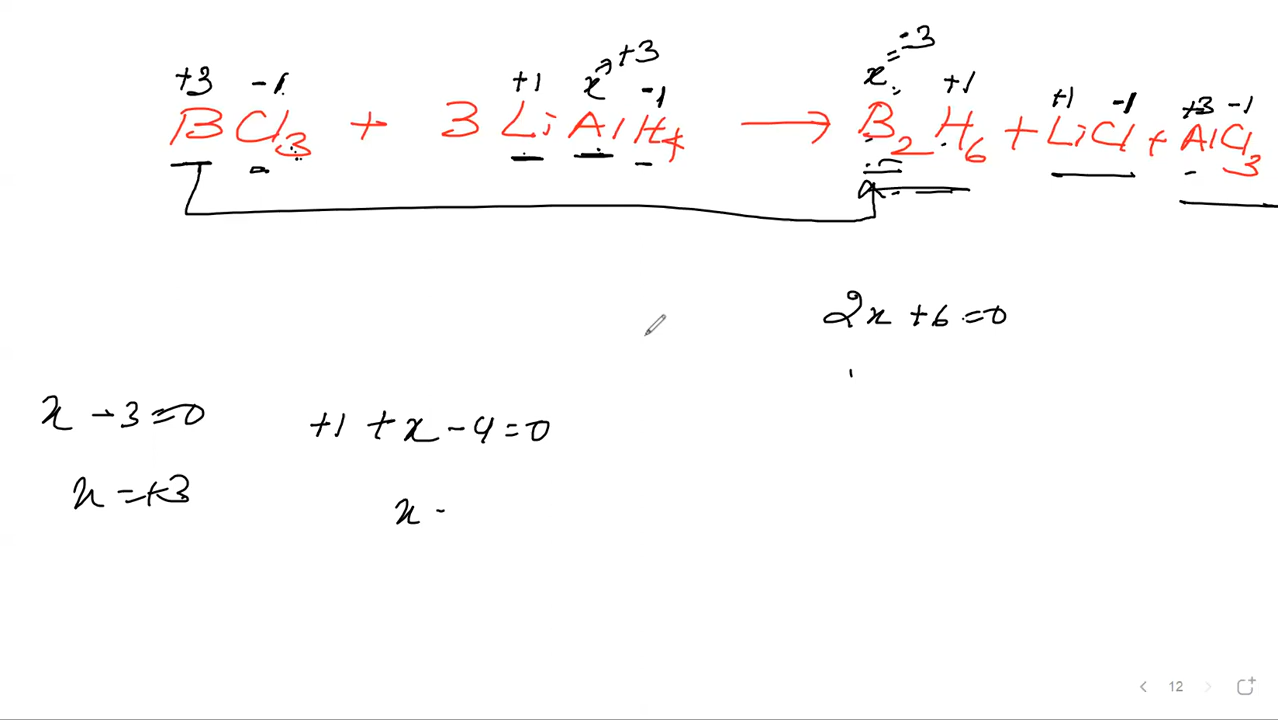 x = -3
+3 -1 +1 x → +3 -1 x +1 +1 -1 +3 -1
BCl3 + 3 LiAlH4 → B2H6 + LiCl + AlCl3
2x + 6 = 0
x - 3 = 0 +1 + x - 4 = 0
x = +3 x -
12